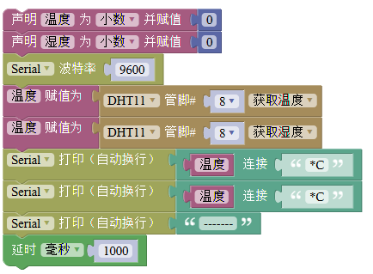 声明 温度 为 小数 并赋值 0
声明 湿度 为 小数 并赋值 0
Serial 波特率 9600
温度 赋值为 DHT11 管脚# 8 获取温度
温度 赋值为 DHT11 管脚# 8 获取湿度
Serial 打印（自动换行） 温度 连接 “ *C ”
Serial 打印（自动换行） 温度 连接 “ *C ”
Serial 打印（自动换行） “ ------- ”
延时 毫秒 1000